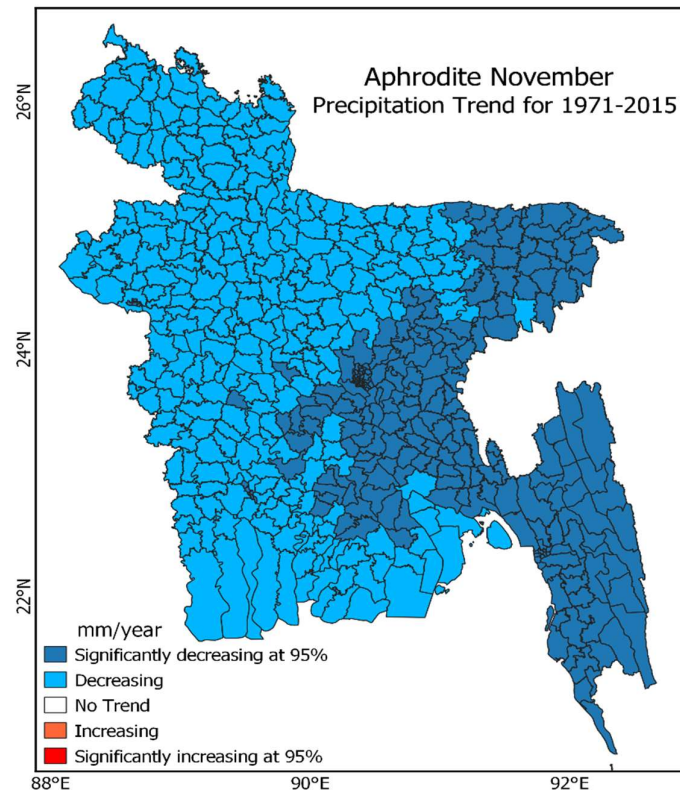 Aphrodite November
Precipitation Trend for 1971-2015
26°N
24°N
22°N
mm/year
Significantly decreasing at 95%
Decreasing
No Trend
Increasing
Significantly increasing at 95%
88°E
90°E
92°E